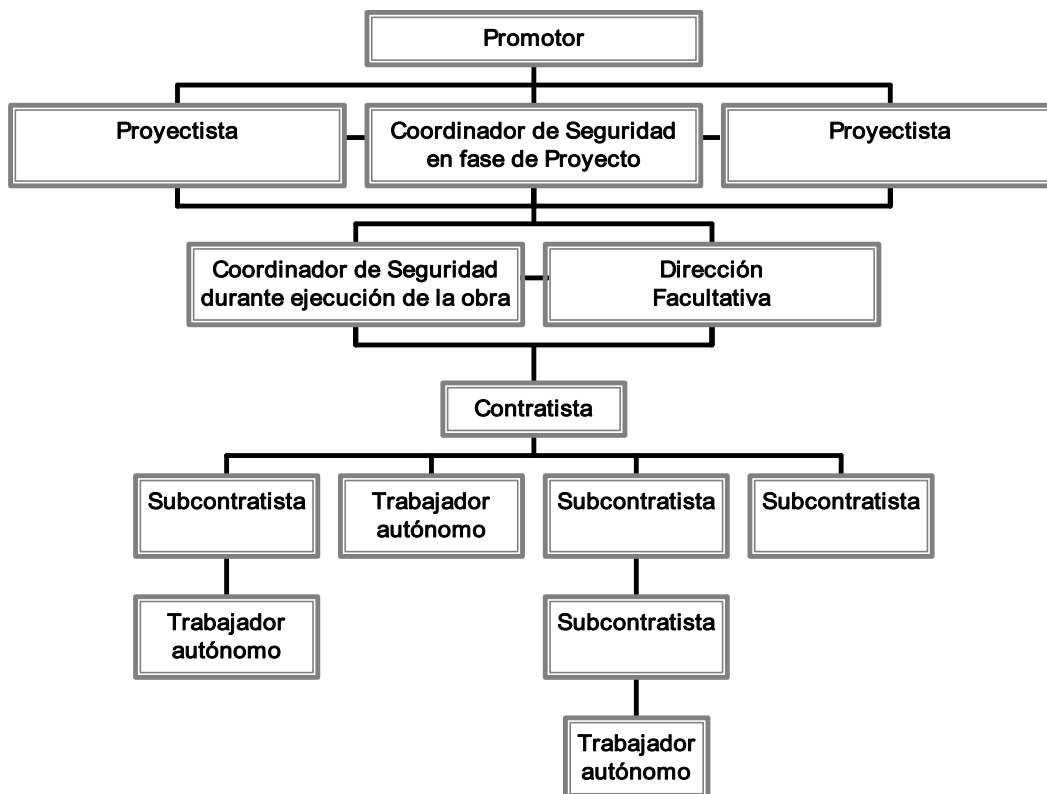 Promotor
Proyectista
Coordinador de Seguridad
en fase de Proyecto
Proyectista
Coordinador de Seguridad
durante ejecución de la obra
Dirección
Facultativa
Contratista
Subcontratista
Trabajador
autónomo
Subcontratista
Subcontratista
Trabajador
autónomo
Subcontratista
Trabajador
autónomo